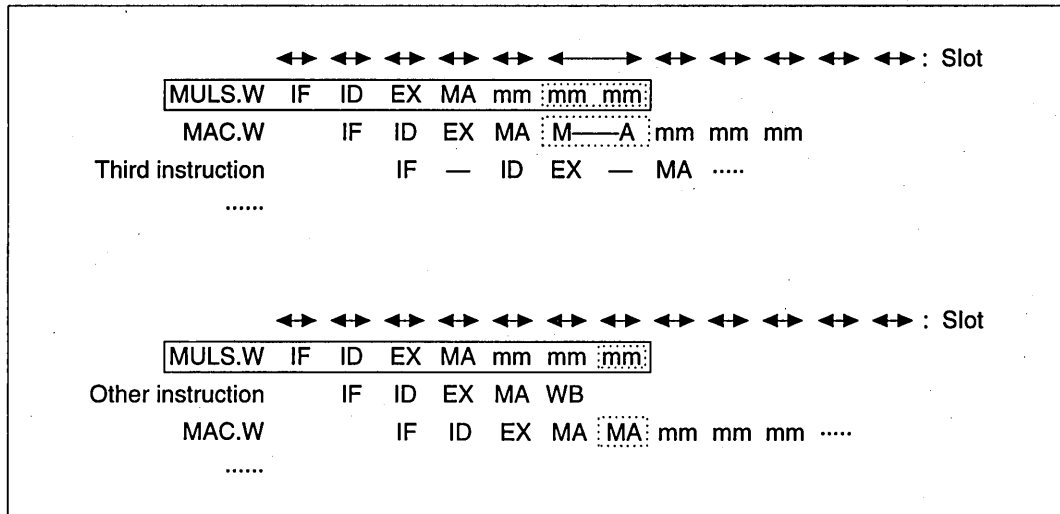 : Slot
MULS.W IF ID EX MA mm mm mm
MAC.W IF ID EX MA M——A mm mm mm
Third instruction IF — ID EX — MA .....
......
: Slot
MULS.W IF ID EX MA mm mm mm
Other instruction IF ID EX MA WB
MAC.W IF ID EX MA MA mm mm mm .....
......